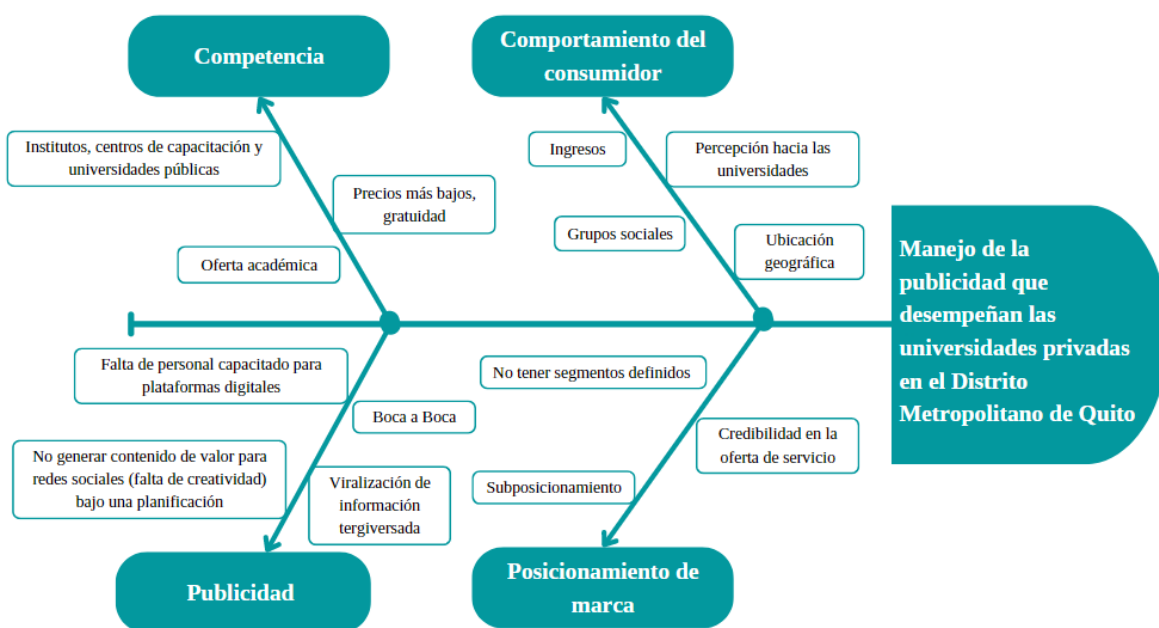 Competencia
Comportamiento del
consumidor
Institutos, centros de capacitación y
universidades públicas
Precios más bajos,
gratuidad
Oferta académica
Ingresos
Percepción hacia las
universidades
Grupos sociales
Ubicación
geográfica
Manejo de la
publicidad que
desempeñan las
universidades privadas
en el Distrito
Metropolitano de Quito
Falta de personal capacitado para
plataformas digitales
Boca a Boca
No generar contenido de valor para
redes sociales (falta de creatividad)
bajo una planificación
Viralización de
información
tergiversada
No tener segmentos definidos
Credibilidad en la
oferta de servicio
Subposicionamiento
Publicidad
Posicionamiento de
marca